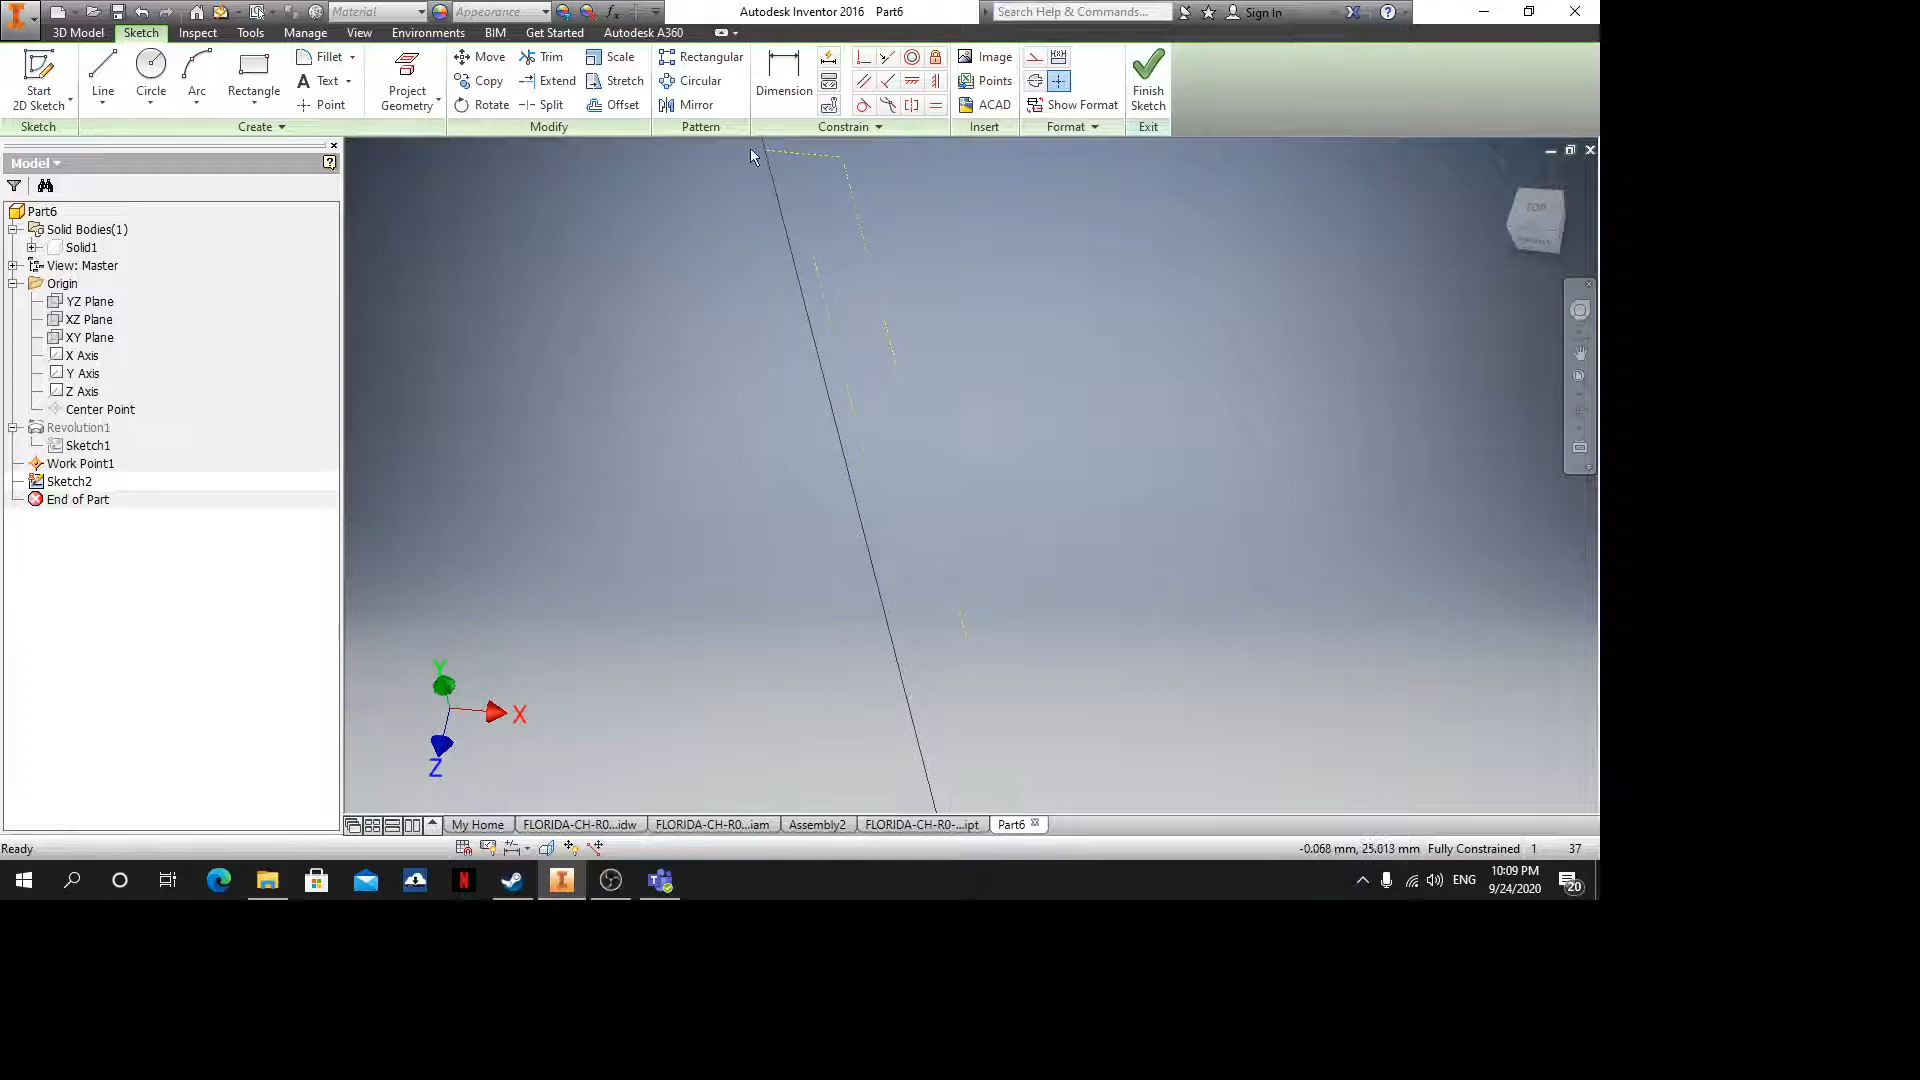 Material
Appearance
Autodesk Inventor 2016 Part6
Search Help & Commands...
Sign In
3D Model
Sketch
Inspect
Tools
Manage
View
Environments
BIM
Get Started
Autodesk A360
Start
2D Sketch
Line
Circle
Arc
Rectangle
Fillet
Text
Point
Project
Geometry
Move
Copy
Rotate
Trim
Extend
Split
Scale
Stretch
Offset
Rectangular
Circular
Mirror
Dimension
Image
Points
ACAD
Show Format
Finish
Sketch
Sketch
Create
Modify
Pattern
Constrain
Insert
Format
Exit
Model
Part6
Solid Bodies(1)
Solid1
View: Master
Origin
YZ Plane
XZ Plane
XY Plane
X Axis
Y Axis
Z Axis
Center Point
Revolution1
Sketch1
Work Point1
Sketch2
End of Part
TOP
Y
X
Z
My Home
FLORIDA-CH-R0...idw
FLORIDA-CH-R0...iam
Assembly2
FLORIDA-CH-R0-...ipt
Part6
Ready
-0.068 mm, 25.013 mm Fully Constrained 1 37
ENG
10:09 PM
9/24/2020
20